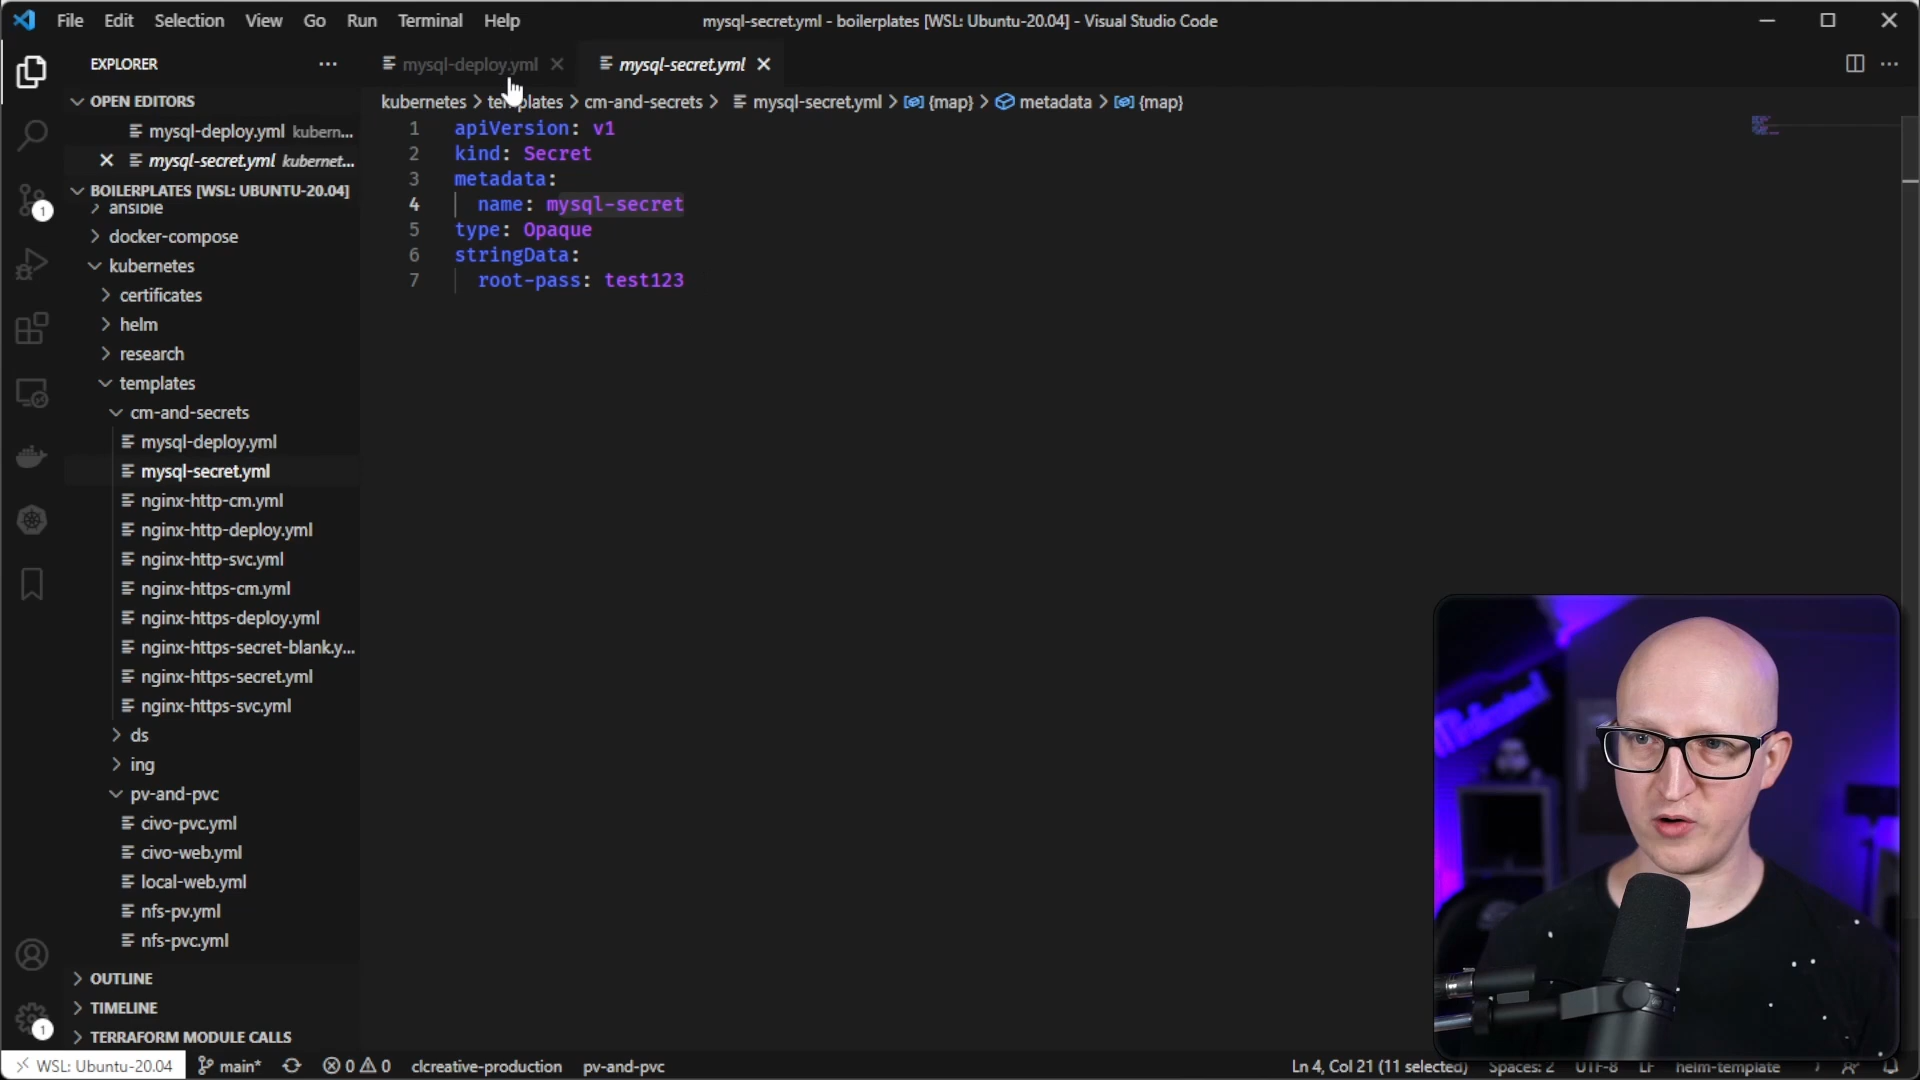 File Edit Selection View Go Run Terminal Help
mysql-secret.yml - boilerplates [WSL: Ubuntu-20.04] - Visual Studio Code
EXPLORER
mysql-deploy.yml
mysql-secret.yml
OPEN EDITORS
mysql-deploy.yml kubern...
mysql-secret.yml kubernet...
BOILERPLATES [WSL: UBUNTU-20.04]
ansible
docker-compose
kubernetes
certificates
helm
research
templates
cm-and-secrets
mysql-deploy.yml
mysql-secret.yml
nginx-http-cm.yml
nginx-http-deploy.yml
nginx-http-svc.yml
nginx-https-cm.yml
nginx-https-deploy.yml
nginx-https-secret-blank.y...
nginx-https-secret.yml
nginx-https-svc.yml
ds
ing
pv-and-pvc
civo-pvc.yml
civo-web.yml
local-web.yml
nfs-pv.yml
nfs-pvc.yml
OUTLINE
TIMELINE
TERRAFORM MODULE CALLS
1
1
kubernetes > templates > cm-and-secrets > mysql-secret.yml > {map} > metadata > {map}
1 apiVersion: v1
2 kind: Secret
3 metadata:
4 name: mysql-secret
5 type: Opaque
6 stringData:
7 root-pass: test123
WSL: Ubuntu-20.04 main* 0 0 clcreative-production pv-and-pvc Ln 4, Col 21 (11 selected) Spaces: 2 UTF-8 LF helm-template